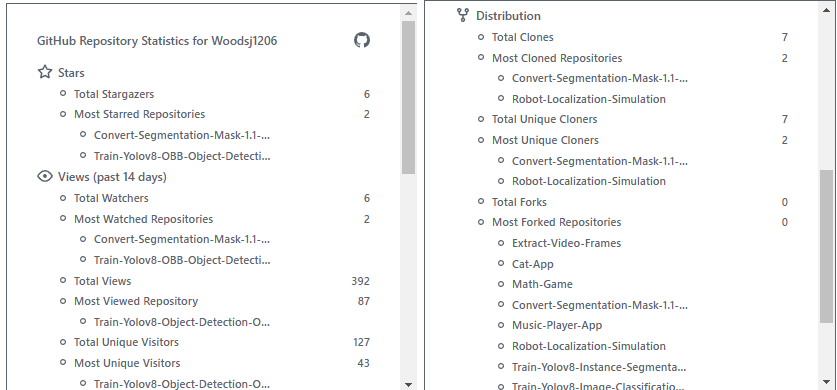 GitHub Repository Statistics for Woodsj1206
Stars
Total Stargazers 6
Most Starred Repositories 2
Convert-Segmentation-Mask-1.1-...
Train-Yolov8-OBB-Object-Detecti...
Views (past 14 days)
Total Watchers 6
Most Watched Repositories 2
Convert-Segmentation-Mask-1.1-...
Train-Yolov8-OBB-Object-Detecti...
Total Views 392
Most Viewed Repository 87
Train-Yolov8-Object-Detection-O...
Total Unique Visitors 127
Most Unique Visitors 43
Train-Yolov8-Object-Detection-O...
Distribution
Total Clones 7
Most Cloned Repositories 2
Convert-Segmentation-Mask-1.1-...
Robot-Localization-Simulation
Total Unique Cloners 7
Most Unique Cloners 2
Convert-Segmentation-Mask-1.1-...
Robot-Localization-Simulation
Total Forks 0
Most Forked Repositories 0
Extract-Video-Frames
Cat-App
Math-Game
Convert-Segmentation-Mask-1.1-...
Music-Player-App
Robot-Localization-Simulation
Train-Yolov8-Instance-Segmenta...
Train-Yolov8-Image-Classificatio...